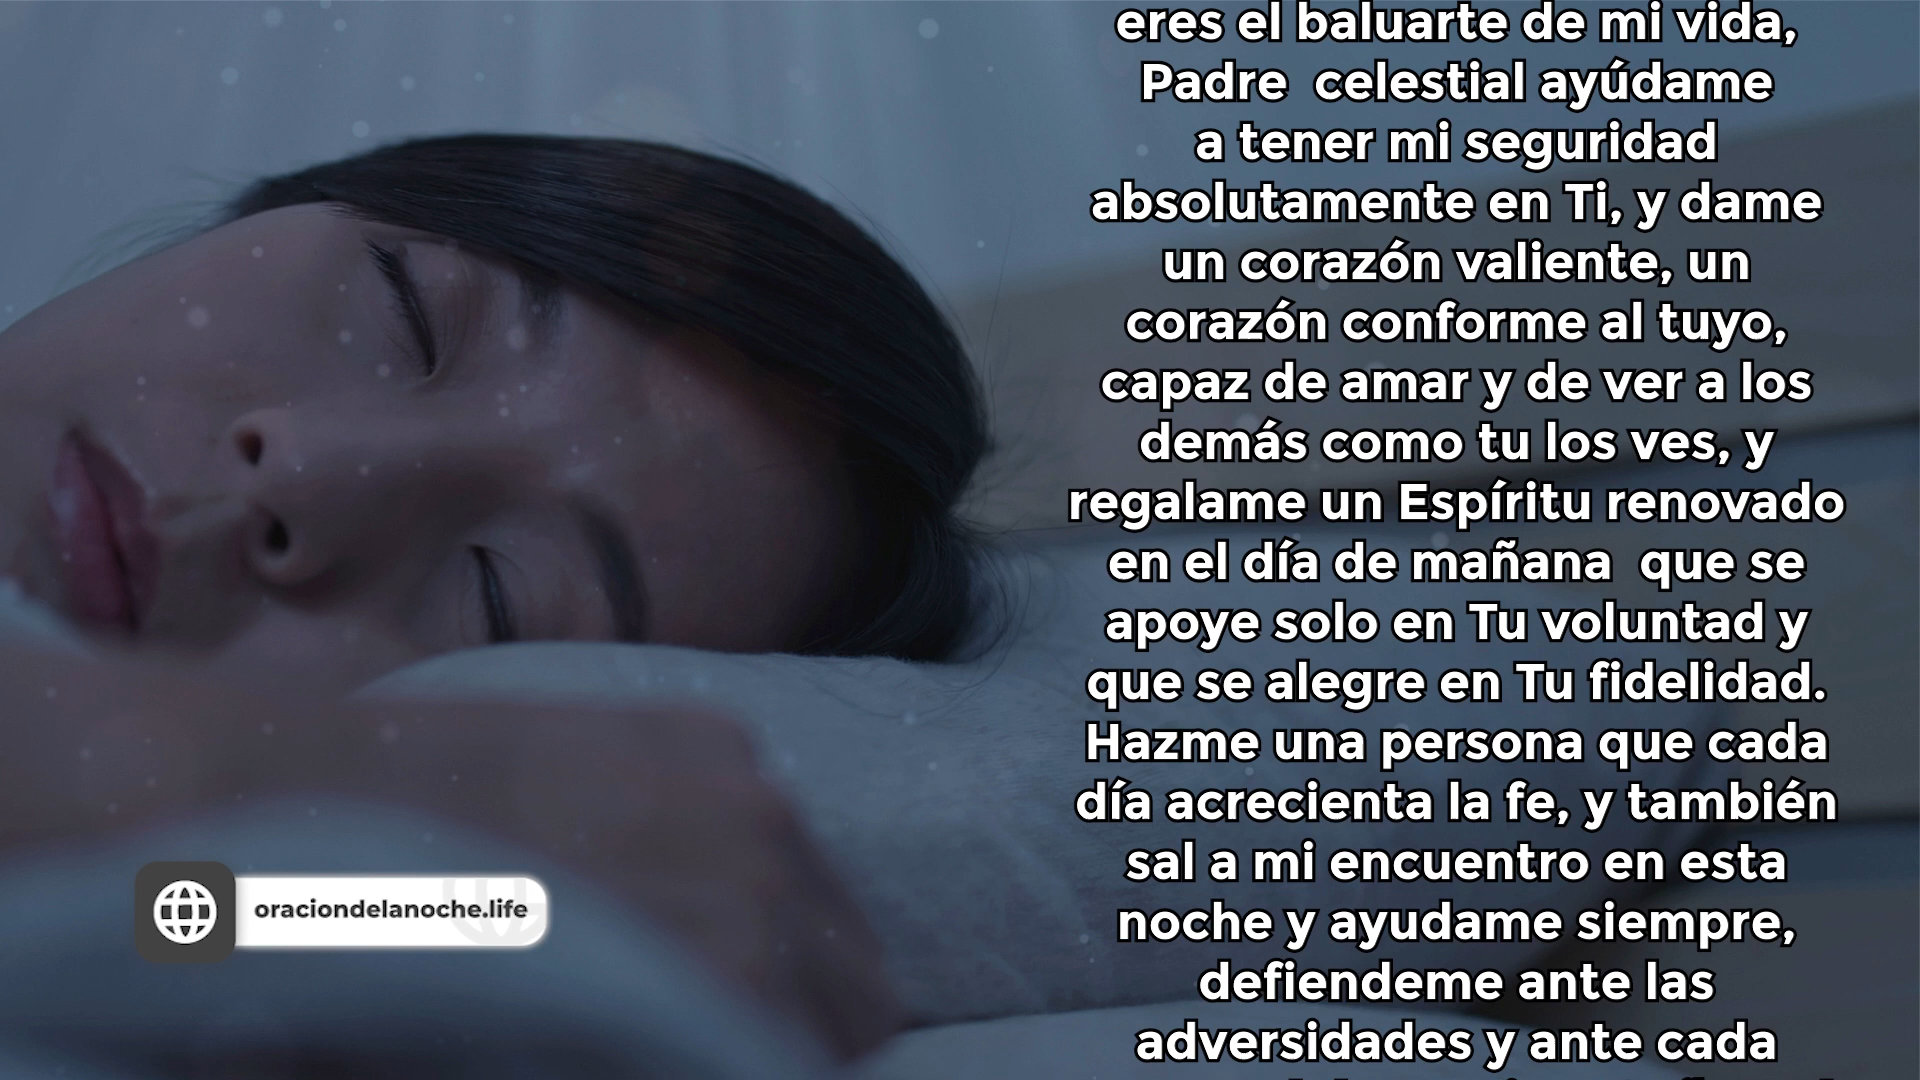 eres el baluarte de mi vida,
Padre  celestial ayúdame
a tener mi seguridad
absolutamente en Ti, y dame
un corazón valiente, un
corazón conforme al tuyo,
capaz de amar y de ver a los
demás como tu los ves, y
regalame un Espíritu renovado
en el día de mañana  que se
apoye solo en Tu voluntad y
que se alegre en Tu fidelidad.
Hazme una persona que cada
día acrecienta la fe, y también
sal a mi encuentro en esta
noche y ayudame siempre,
defiendeme ante las
adversidades y ante cada
oraciondelanoche.life